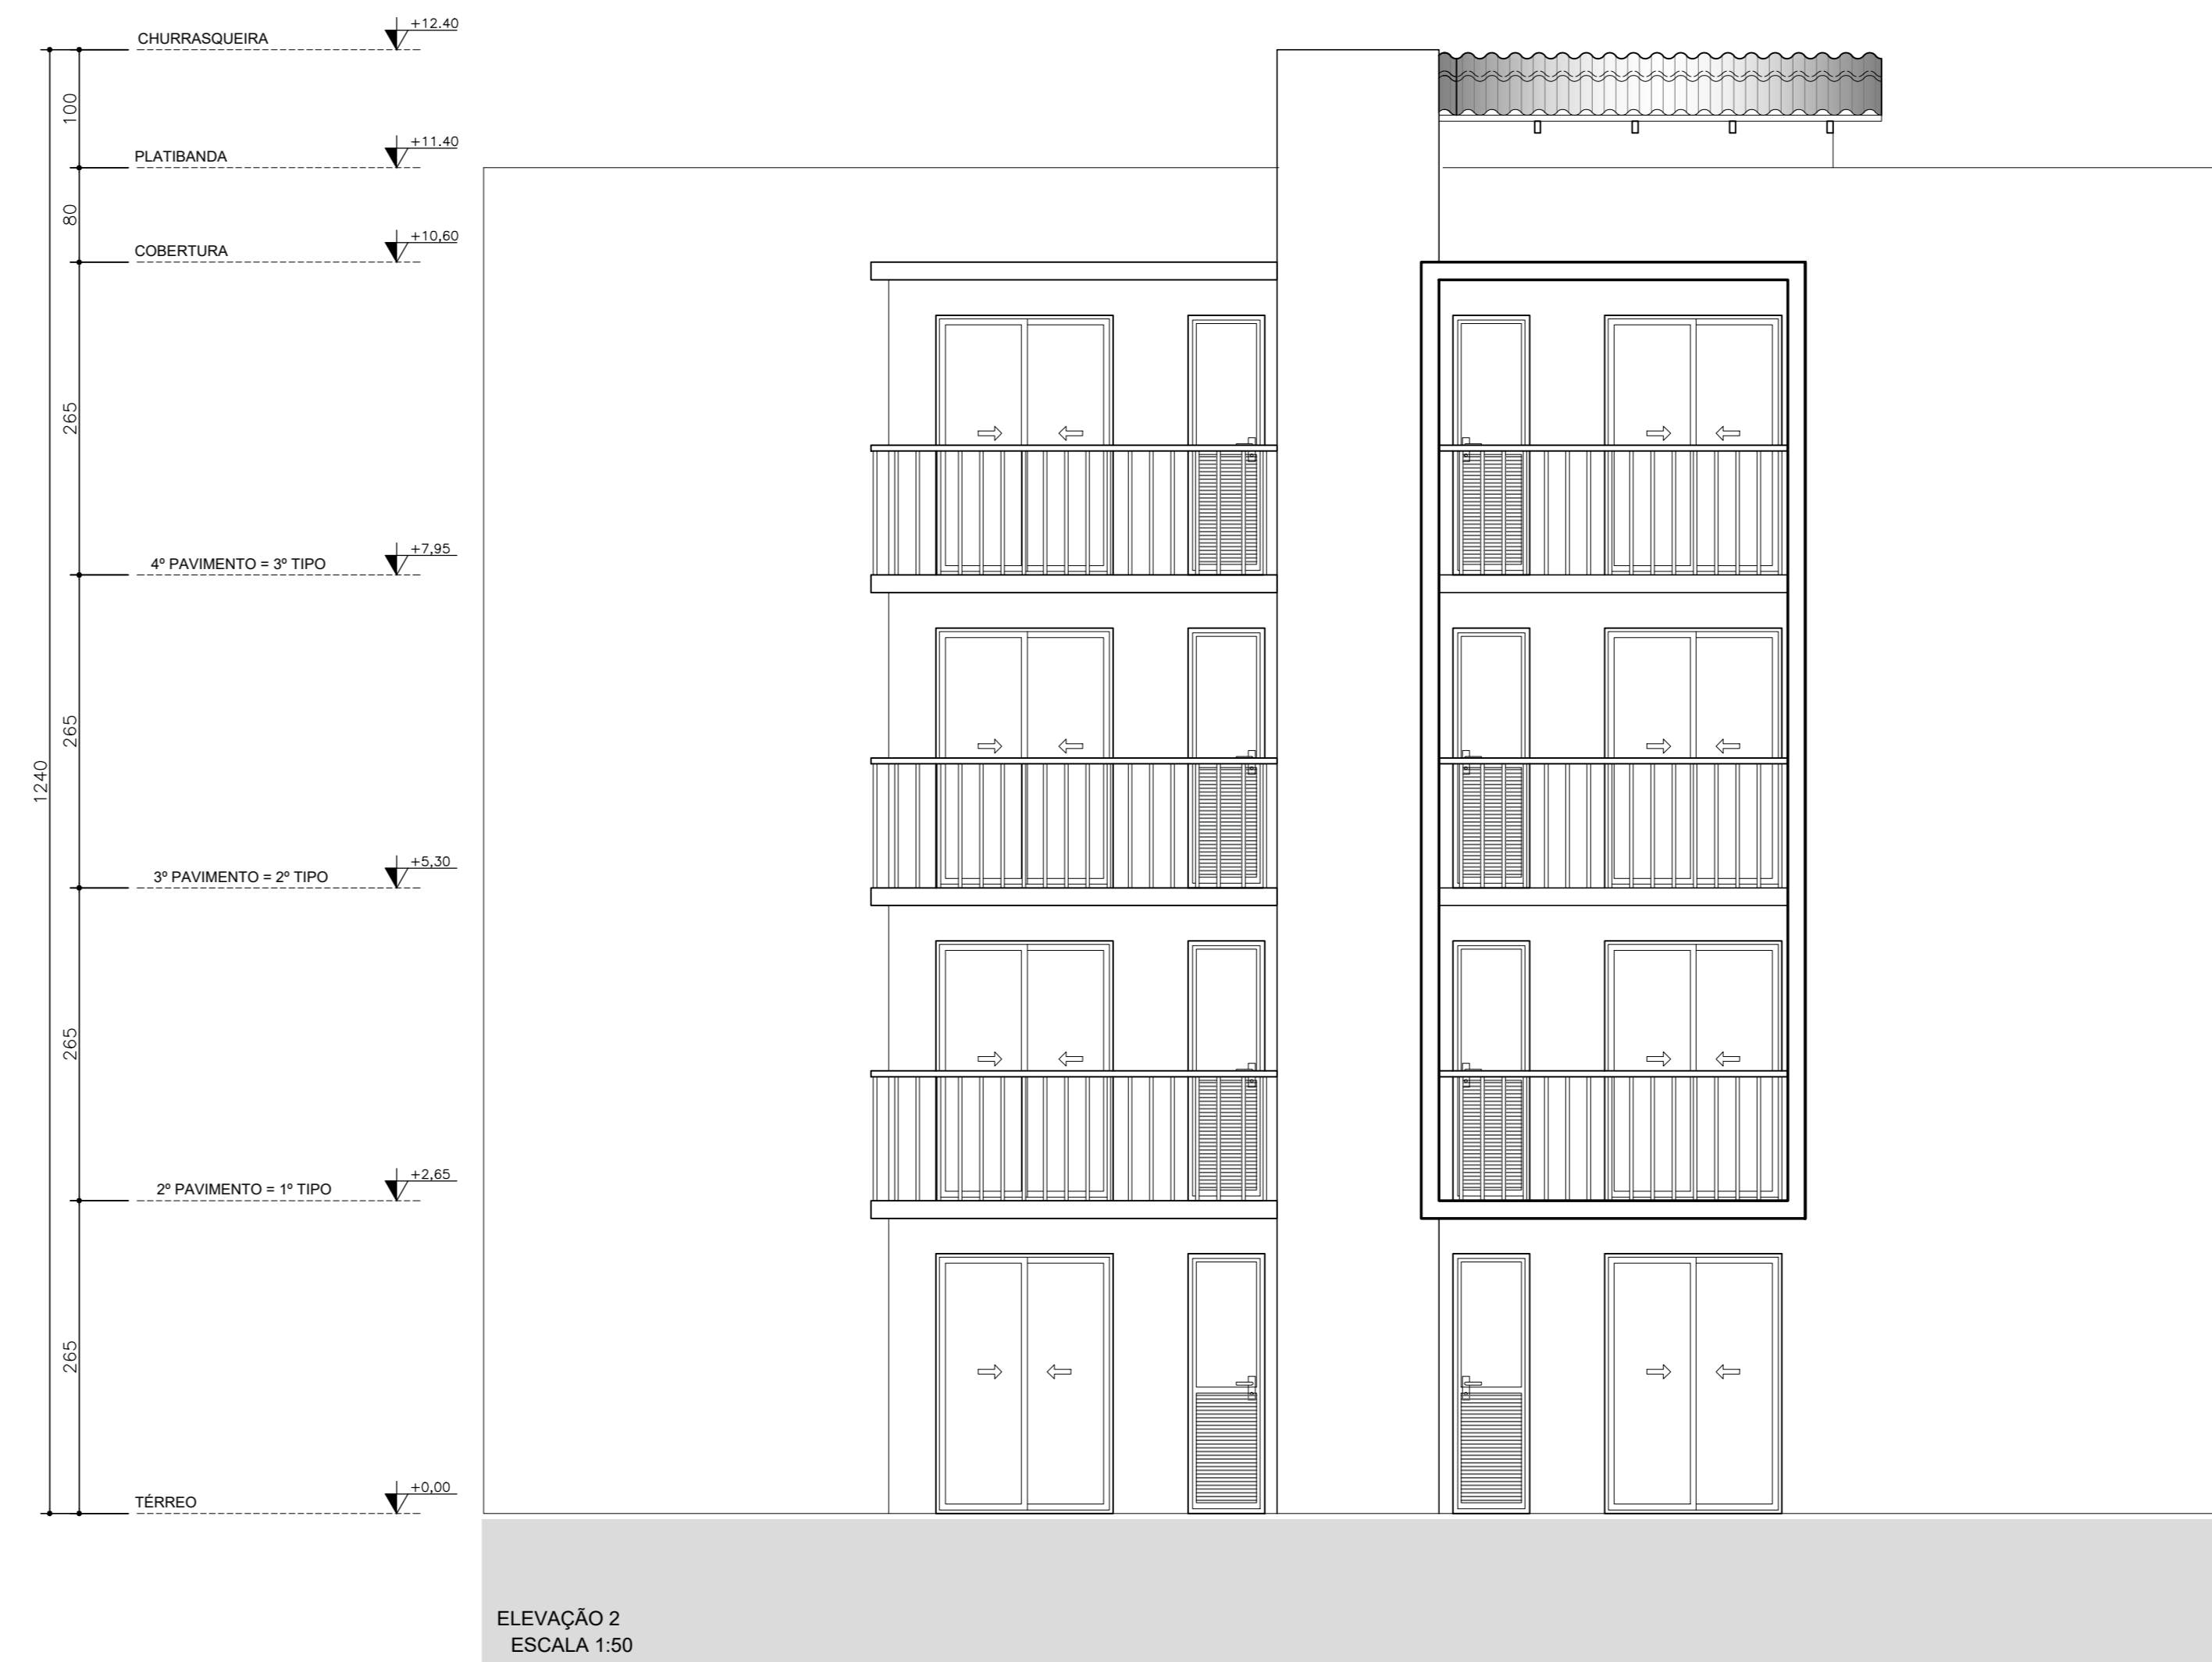 CHURRASQUEIRA +12.40
100
PLATIBANDA +11.40
80
COBERTURA +10,60
265
4º PAVIMENTO = 3º TIPO +7,95
265
1240
3º PAVIMENTO = 2º TIPO +5,30
265
2º PAVIMENTO = 1º TIPO +2,65
265
TÉRREO +0,00
ELEVAÇÃO 2
ESCALA 1:50